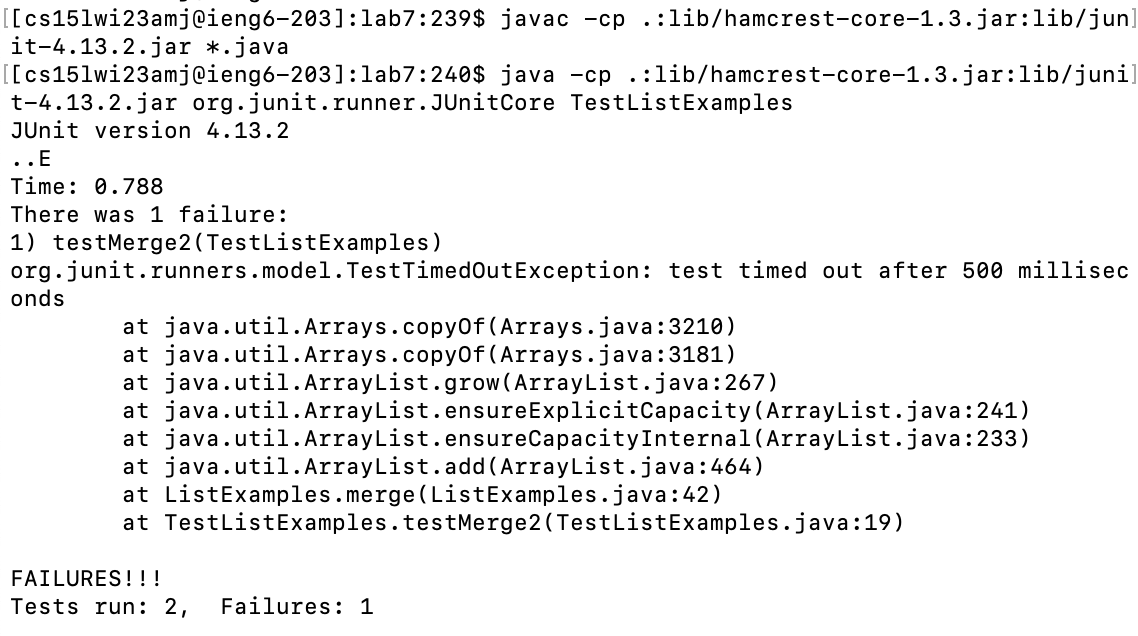 [[cs15lwi23amj@ieng6-203]:lab7:239$ javac -cp .:lib/hamcrest-core-1.3.jar:lib/jun]
it-4.13.2.jar *.java
[[cs15lwi23amj@ieng6-203]:lab7:240$ java -cp .:lib/hamcrest-core-1.3.jar:lib/juni]
t-4.13.2.jar org.junit.runner.JUnitCore TestListExamples
JUnit version 4.13.2
..E
Time: 0.788
There was 1 failure:
1) testMerge2(TestListExamples)
org.junit.runners.model.TestTimedOutException: test timed out after 500 millisec
onds
        at java.util.Arrays.copyOf(Arrays.java:3210)
        at java.util.Arrays.copyOf(Arrays.java:3181)
        at java.util.ArrayList.grow(ArrayList.java:267)
        at java.util.ArrayList.ensureExplicitCapacity(ArrayList.java:241)
        at java.util.ArrayList.ensureCapacityInternal(ArrayList.java:233)
        at java.util.ArrayList.add(ArrayList.java:464)
        at ListExamples.merge(ListExamples.java:42)
        at TestListExamples.testMerge2(TestListExamples.java:19)

FAILURES!!!
Tests run: 2,  Failures: 1